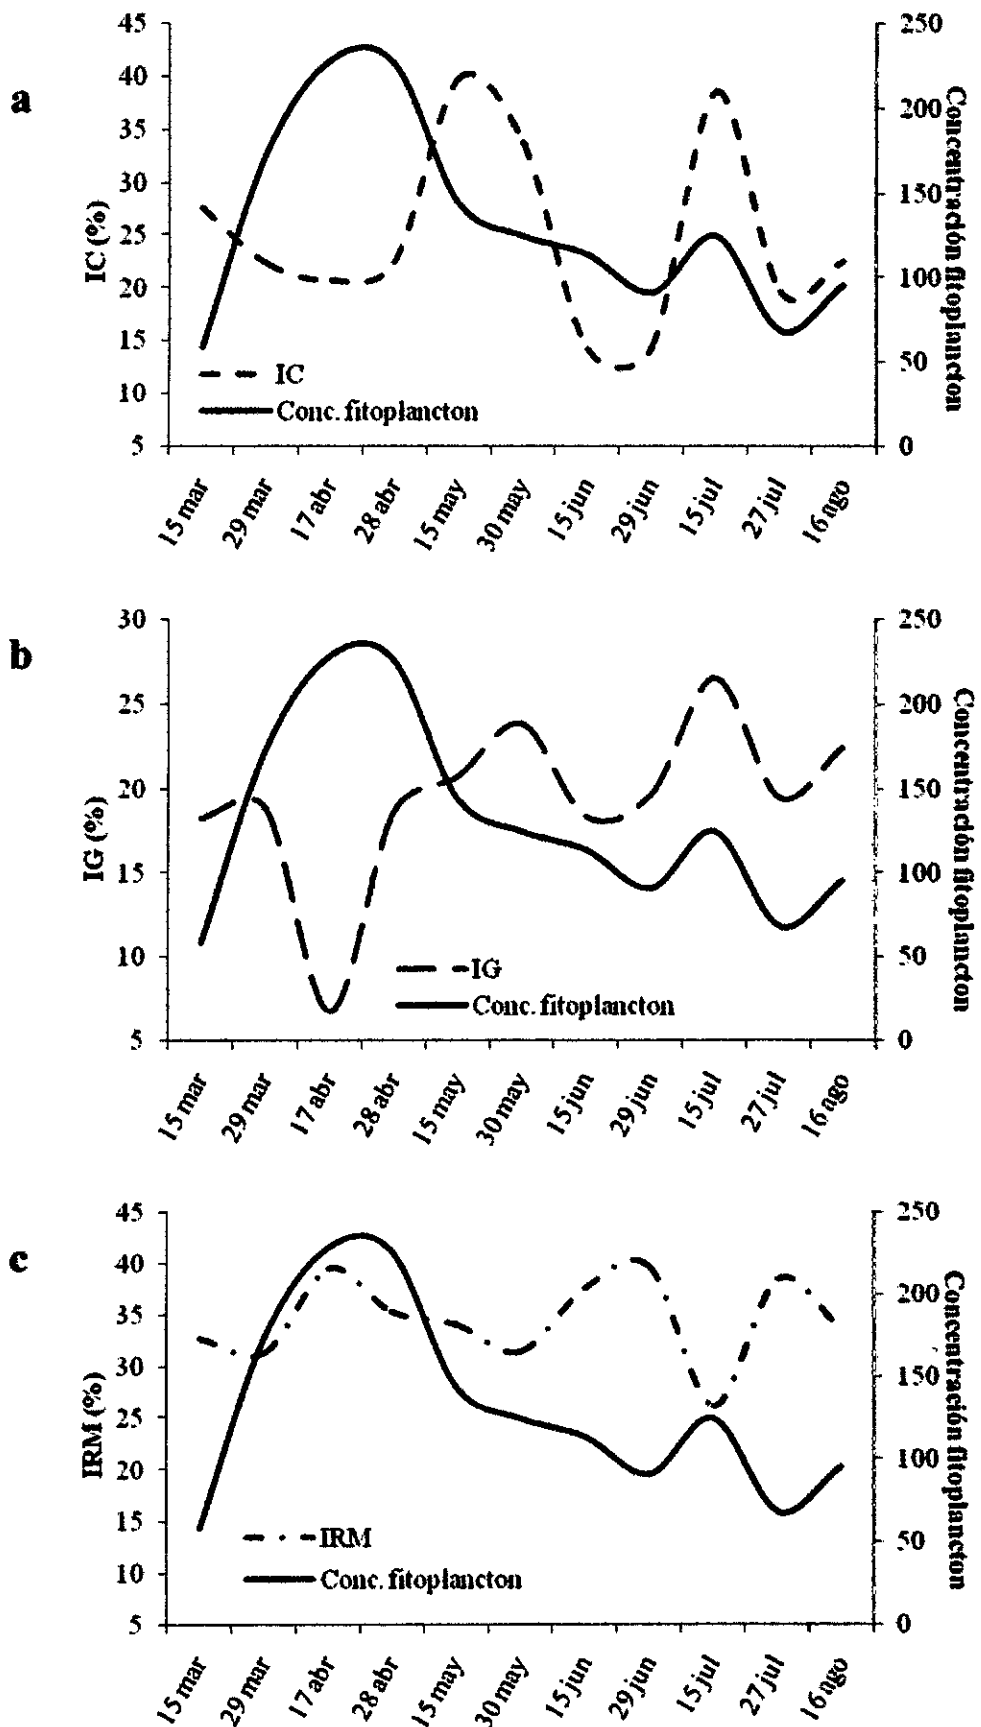 a
45
40
35
30
25
20
15
10
5
IC (%)
250
200
150
100
50
0
Concentración fitoplancton
IC
Conc. fitoplancton
15 mar
29 mar
17 abr
28 abr
15 may
30 may
15 jun
29 jun
15 jul
27 jul
16 ago
b
30
25
20
15
10
5
IG (%)
250
200
150
100
50
0
Concentración fitoplancton
IG
Conc. fitoplancton
15 mar
29 mar
17 abr
28 abr
15 may
30 may
15 jun
29 jun
15 jul
27 jul
16 ago
c
45
40
35
30
25
20
15
10
5
IRM (%)
250
200
150
100
50
0
Concentración fitoplancton
IRM
Conc. fitoplancton
15 mar
29 mar
17 abr
28 abr
15 may
30 may
15 jun
29 jun
15 jul
27 jul
16 ago